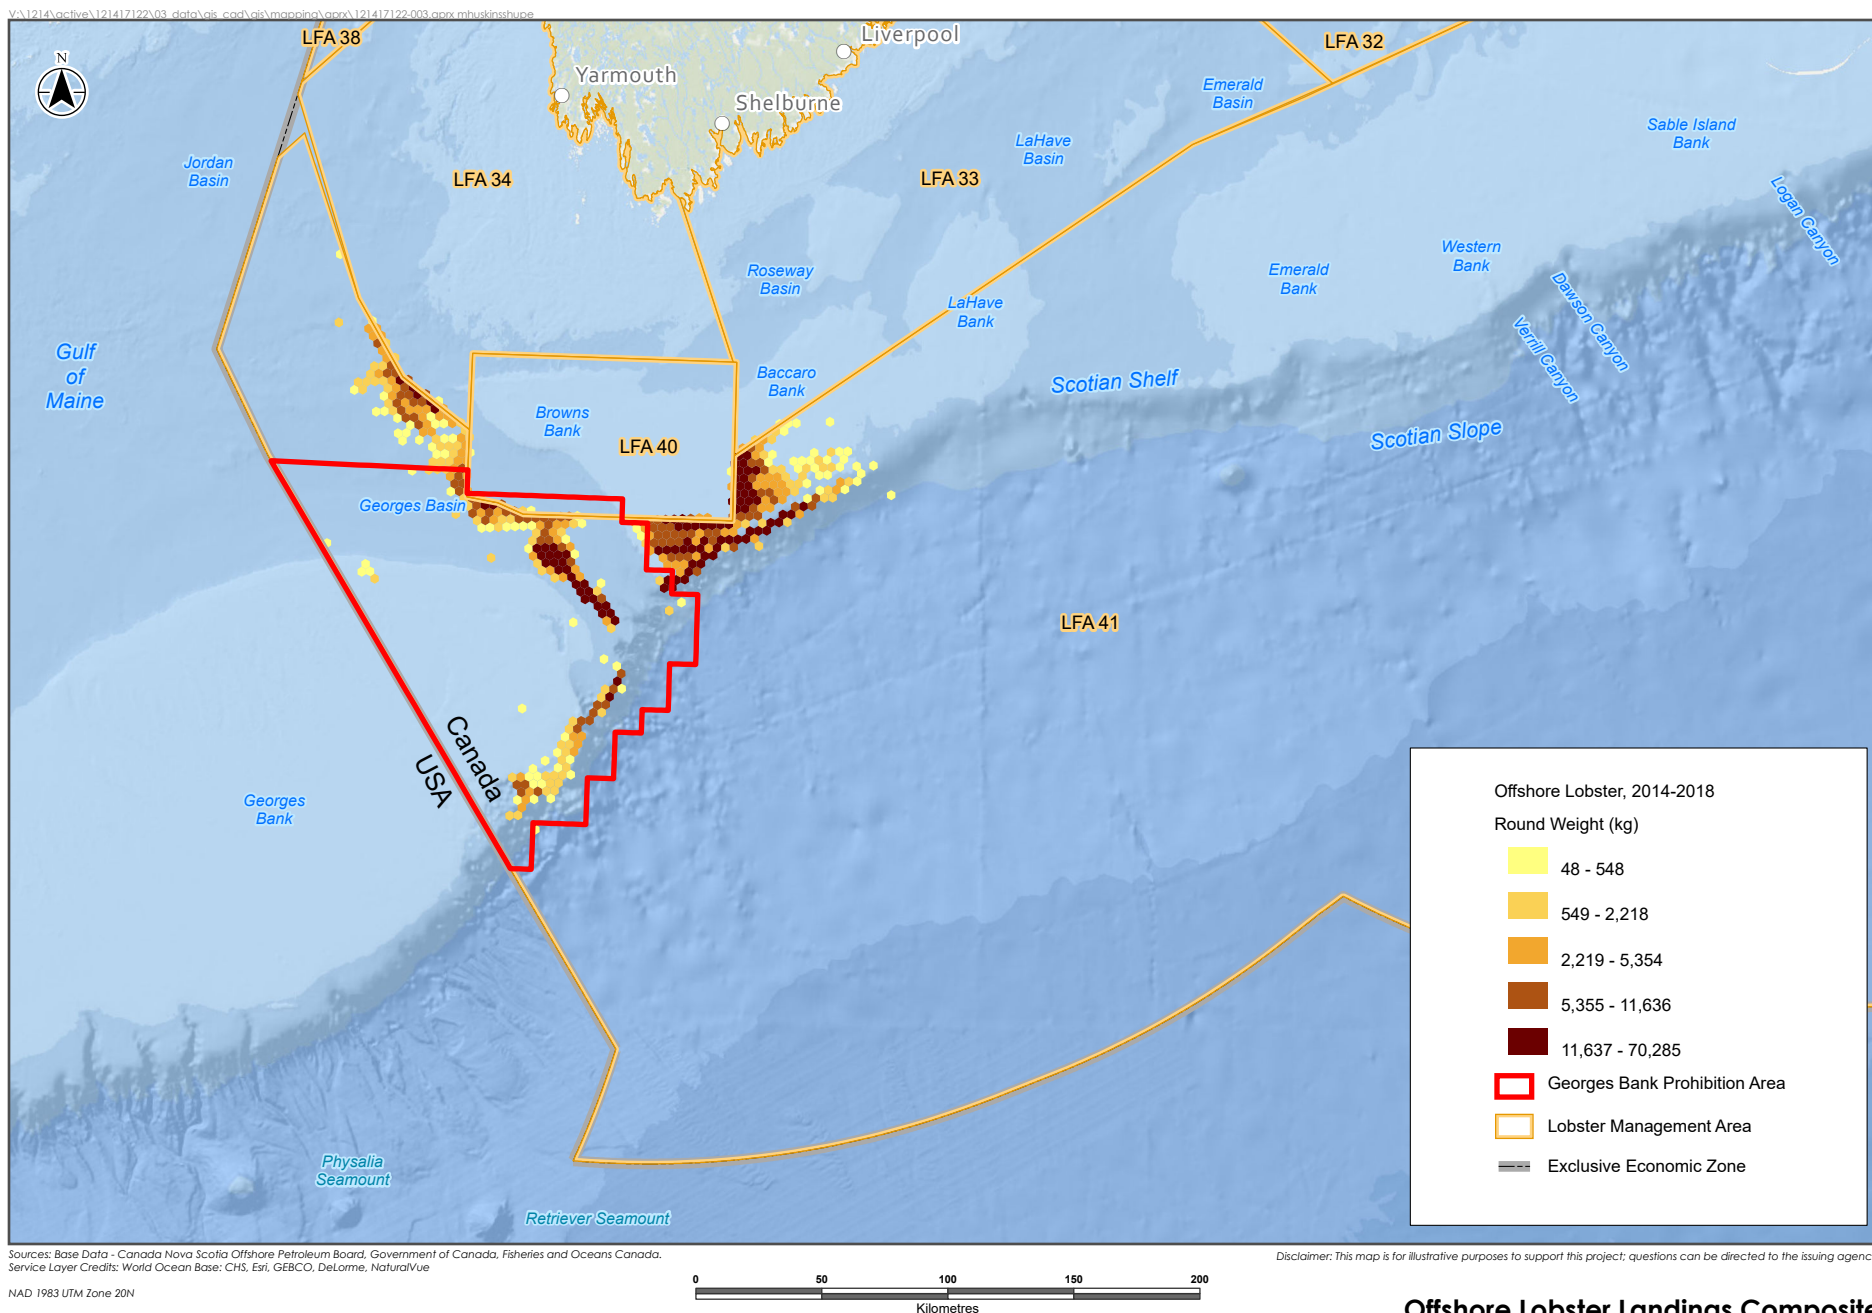 V:\1214\active\121417122\03_data\gis_cad\gis\mapping\aprx\121417122-003.aprx mhuskinsshupe
LFA 38
Liverpool
LFA 32
N
Yarmouth
Shelburne
Emerald
Basin
Sable Island
Bank
Jordan
Basin
LFA 34
LFA 33
LaHave
Basin
Logan Canyon
Roseway
Basin
Emerald
Bank
Western
Bank
Dawson Canyon
Verrill Canyon
LaHave
Bank
Gulf
of
Maine
Baccaro
Bank
Scotian Shelf
Browns
Bank
LFA 40
Scotian Slope
Georges Basin
LFA 41
Canada
USA
Georges
Bank
Offshore Lobster, 2014-2018
Round Weight (kg)
48 - 548
549 - 2,218
2,219 - 5,354
5,355 - 11,636
11,637 - 70,285
Georges Bank Prohibition Area
Lobster Management Area
Exclusive Economic Zone
Physalia
Seamount
Retriever Seamount
Sources: Base Data - Canada Nova Scotia Offshore Petroleum Board, Government of Canada, Fisheries and Oceans Canada.
Service Layer Credits: World Ocean Base: CHS, Esri, GEBCO, DeLorme, NaturalVue
Disclaimer: This map is for illustrative purposes to support this project; questions can be directed to the issuing agenc
NAD 1983 UTM Zone 20N
0 50 100 150 200
Kilometres
Offshore Lobster Landings Composite